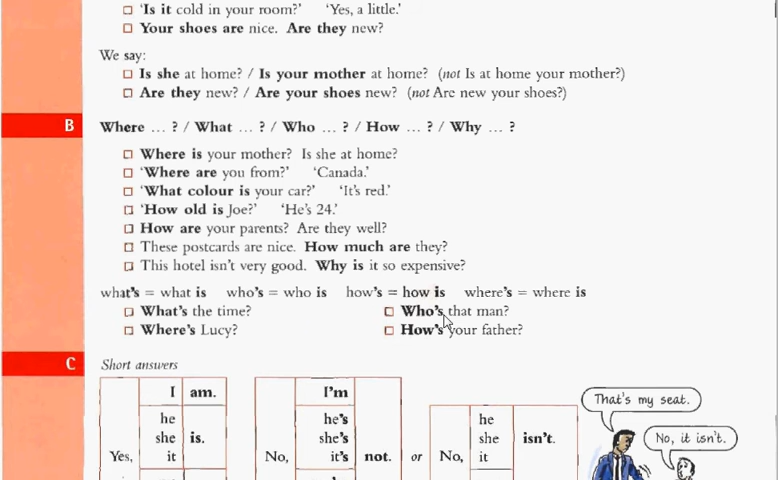 'Is it cold in your room?' 'Yes, a little.'
Your shoes are nice. Are they new?
We say:
Is she at home? / Is your mother at home? (not Is at home your mother?)
Are they new? / Are your shoes new? (not Are new your shoes?)
B Where ... ? / What ... ? / Who ... ? / How ... ? / Why ... ?
Where is your mother? Is she at home?
'Where are you from?' 'Canada.'
'What colour is your car?' 'It's red.'
'How old is Joe?' 'He's 24.'
How are your parents? Are they well?
These postcards are nice. How much are they?
This hotel isn't very good. Why is it so expensive?
what's = what is who's = who is how's = how is where's = where is
What's the time? Who's that man?
Where's Lucy? How's your father?
C Short answers
I am. I'm
he he's he
she is. she's she isn't.
Yes, it No, it's not. or No, it
That's my seat.
No, it isn't.